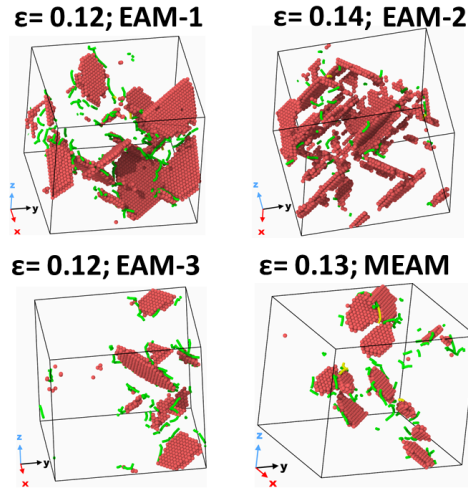 ε= 0.12; EAM-1
ε= 0.14; EAM-2
z
y
x
z
y
x
ε= 0.12; EAM-3
ε= 0.13; MEAM
z
y
x
z
y
x